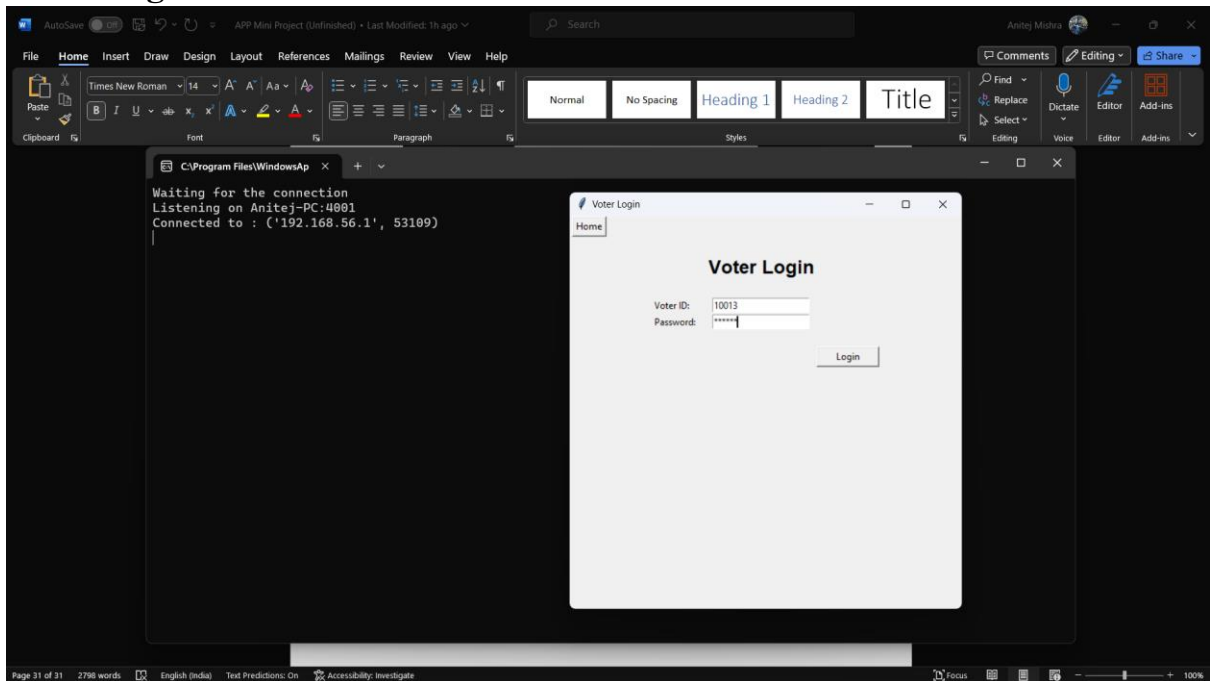 AutoSave Off APP Mini Project (Unfinished) • Last Modified: 1h ago Search Anitej Mishra
File Home Insert Draw Design Layout References Mailings Review View Help Comments Editing Share
Paste Times New Roman 14 A A Aa A
B I U ab x, x² A A
Normal No Spacing Heading 1 Heading 2 Title
Find
Replace
Select
Dictate Editor Add-ins
Clipboard Font Paragraph Styles Editing Voice Editor Add-ins
C:\Program Files\WindowsAp
Waiting for the connection
Listening on Anitej-PC:4001
Connected to : ('192.168.56.1', 53109)
Voter Login
Home
Voter Login
Voter ID: 10013
Password: ******
Login
Page 31 of 31 2798 words English (India) Text Predictions: On Accessibility: Investigate Focus 100%